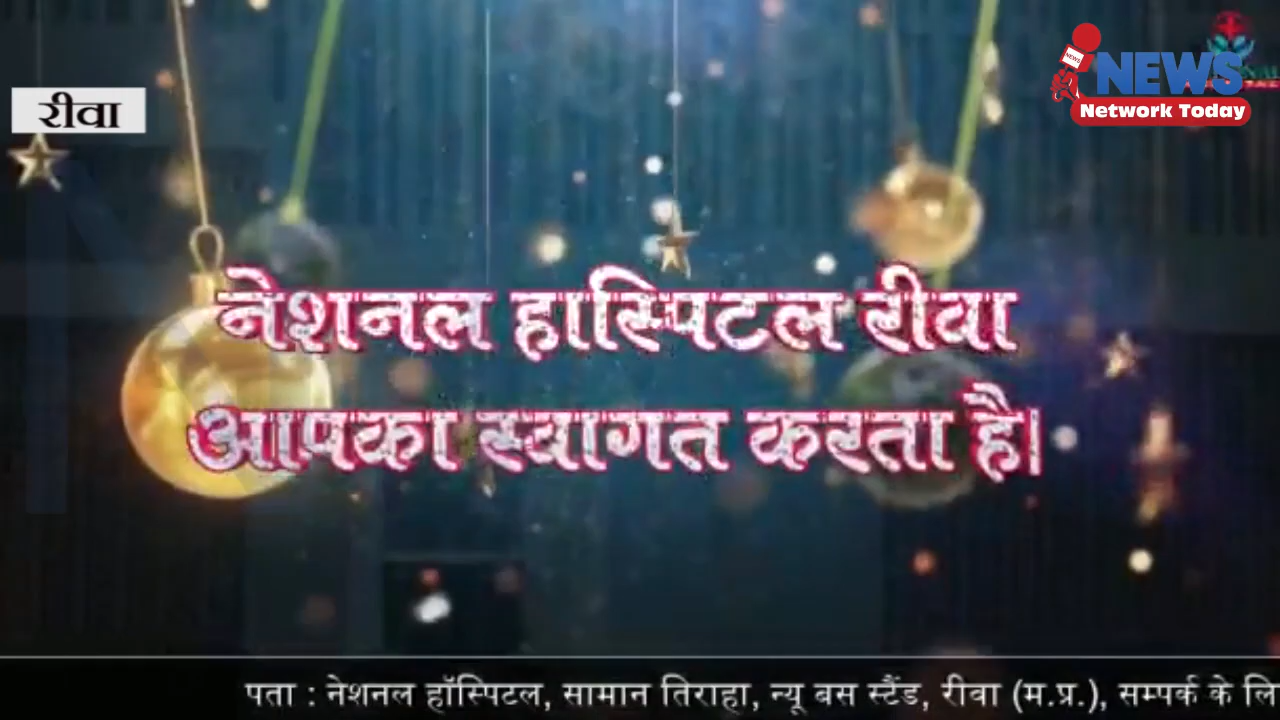 रीवा
NEWS
Network Today
नेशनल हास्पिटल रीवा
आपका स्वागत करता है।
पता : नेशनल हॉस्पिटल, सामान तिराहा, न्यू बस स्टैंड, रीवा (म.प्र.), सम्पर्क के लि